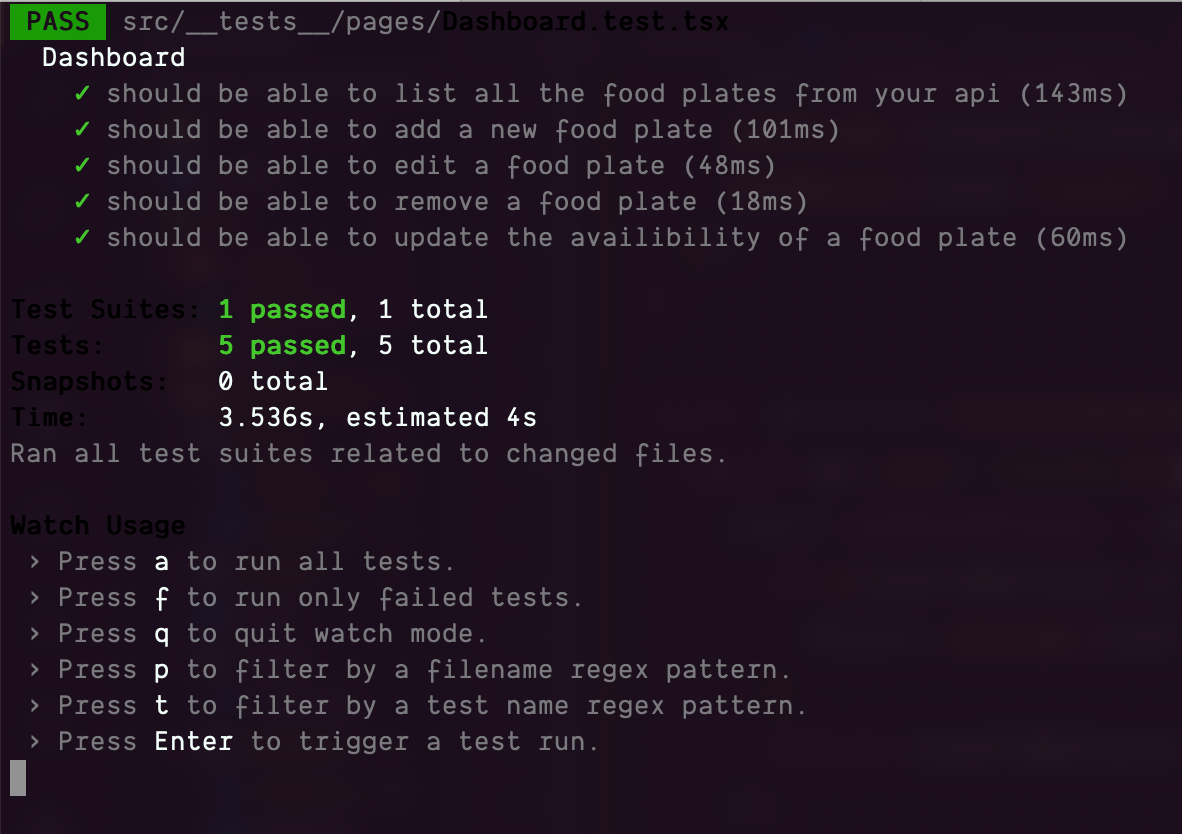 PASS src/__tests__/pages/Dashboard.test.tsx
Dashboard
✓ should be able to list all the food plates from your api (143ms)
✓ should be able to add a new food plate (101ms)
✓ should be able to edit a food plate (48ms)
✓ should be able to remove a food plate (18ms)
✓ should be able to update the availibility of a food plate (60ms)
Test Suites: 1 passed, 1 total
Tests: 5 passed, 5 total
Snapshots: 0 total
Time: 3.536s, estimated 4s
Ran all test suites related to changed files.
Watch Usage
› Press a to run all tests.
› Press f to run only failed tests.
› Press q to quit watch mode.
› Press p to filter by a filename regex pattern.
› Press t to filter by a test name regex pattern.
› Press Enter to trigger a test run.